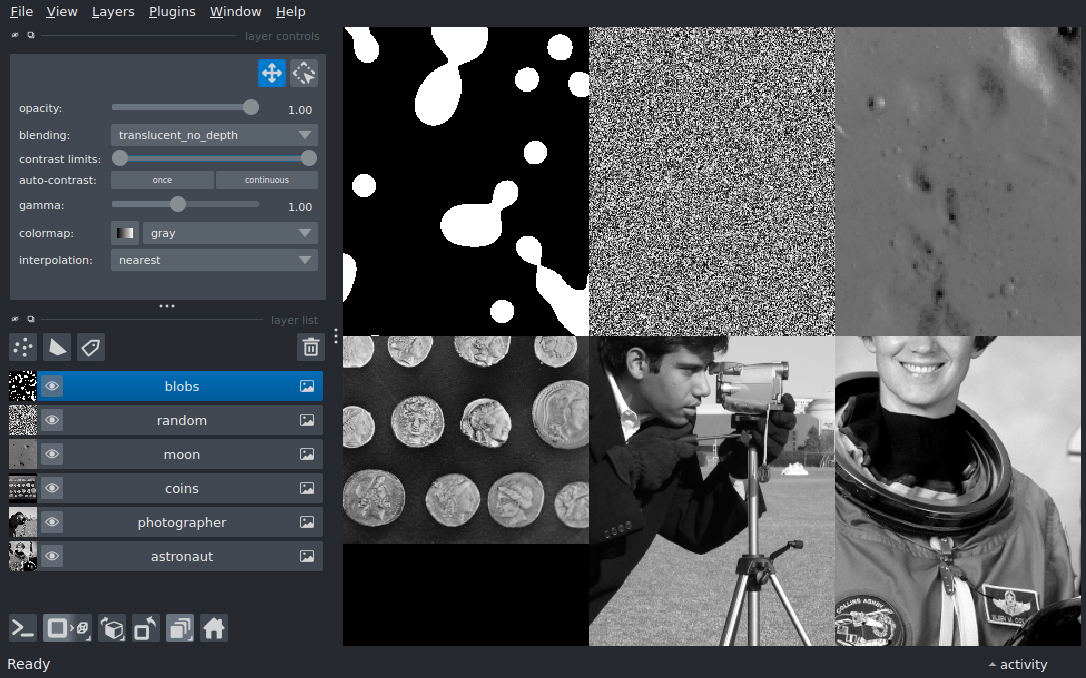 File View Layers Plugins Window Help
layer controls
opacity: 1.00
blending: translucent_no_depth
contrast limits:
auto-contrast: once continuous
gamma: 1.00
colormap: gray
interpolation: nearest
layer list
blobs
random
moon
coins
photographer
astronaut
COLLINS
Ready
activity